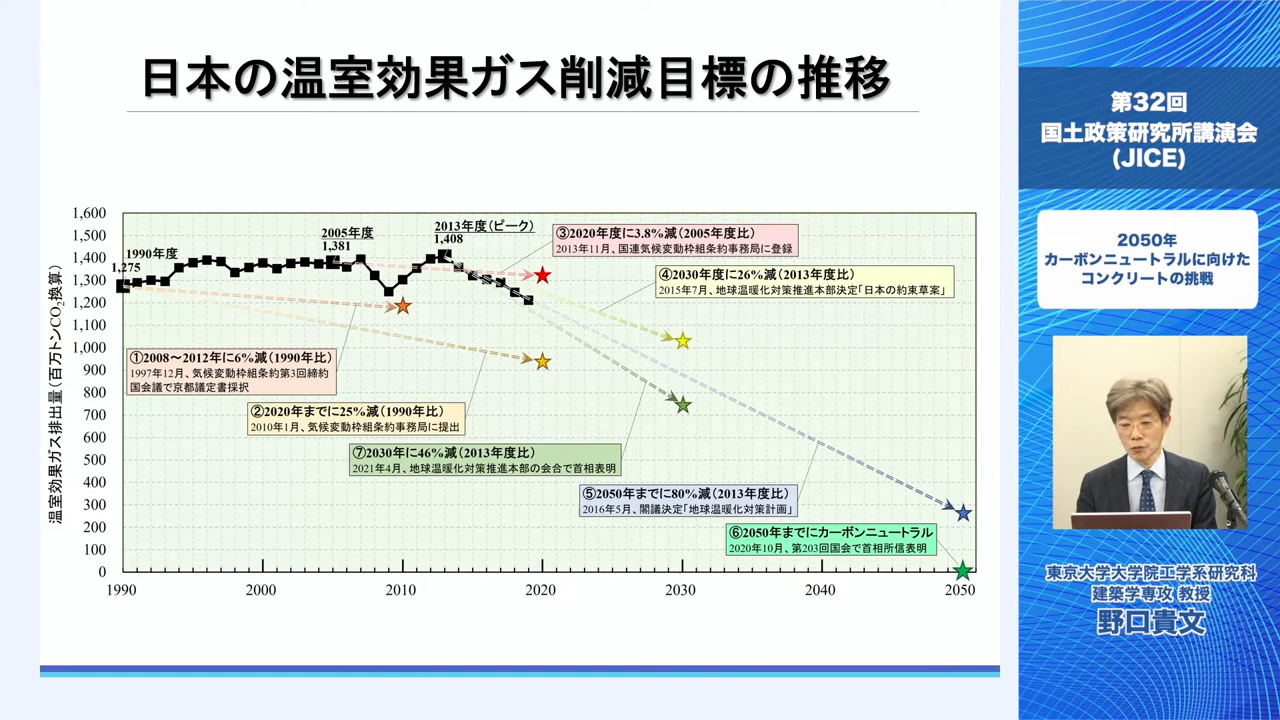 日本の温室効果ガス削減目標の推移
温室効果ガス排出量（百万トンCO2換算）
1,600
1,500
1,400
1,300
1,200
1,100
1,000
900
800
700
600
500
400
300
200
100
0
1990
2000
2010
2020
2030
2040
2050
1990年度
1,275
2005年度
1,381
2013年度（ピーク）
1,408
③2020年度に3.8%減（2005年度比）
2013年11月、国連気候変動枠組条約事務局に登録
④2030年度に26%減（2013年度比）
2015年7月、地球温暖化対策推進本部決定「日本の約束草案」
①2008～2012年に6%減（1990年比）
1997年12月、気候変動枠組条約第3回締約
国会議で京都議定書採択
②2020年までに25%減（1990年比）
2010年1月、気候変動枠組条約事務局に提出
⑦2030年に46%減（2013年度比）
2021年4月、地球温暖化対策推進本部の会合で首相表明
⑤2050年までに80%減（2013年度比）
2016年5月、閣議決定「地球温暖化対策計画」
⑥2050年までにカーボンニュートラル
2020年10月、第203回国会で首相所信表明
第32回
国土政策研究所講演会
(JICE)
2050年
カーボンニュートラルに向けた
コンクリートの挑戦
東京大学大学院工学系研究科
建築学専攻 教授
野口貴文